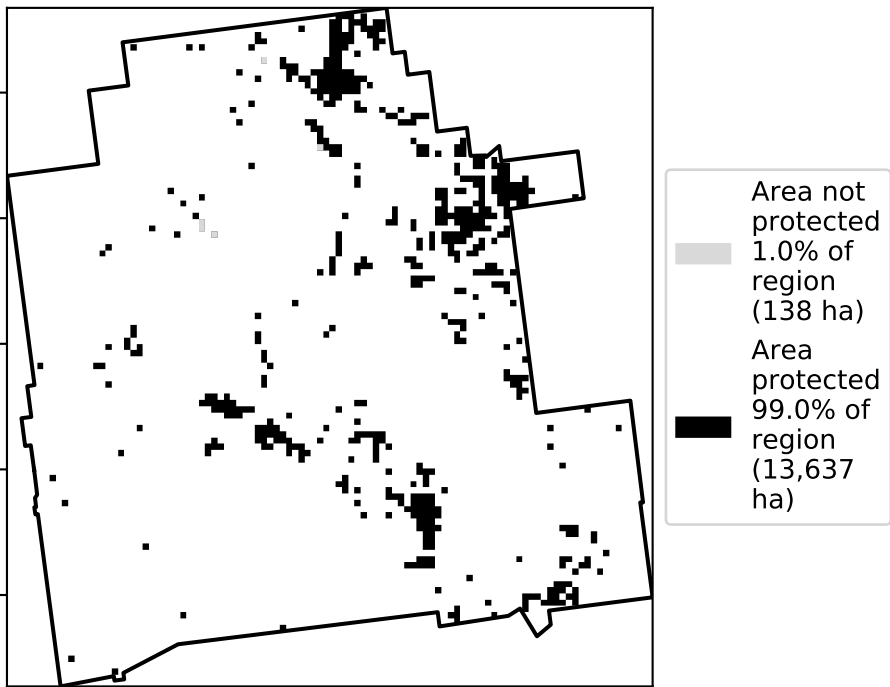 Area not
protected
1.0% of
region
(138 ha)
Area
protected
99.0% of
region
(13,637
ha)